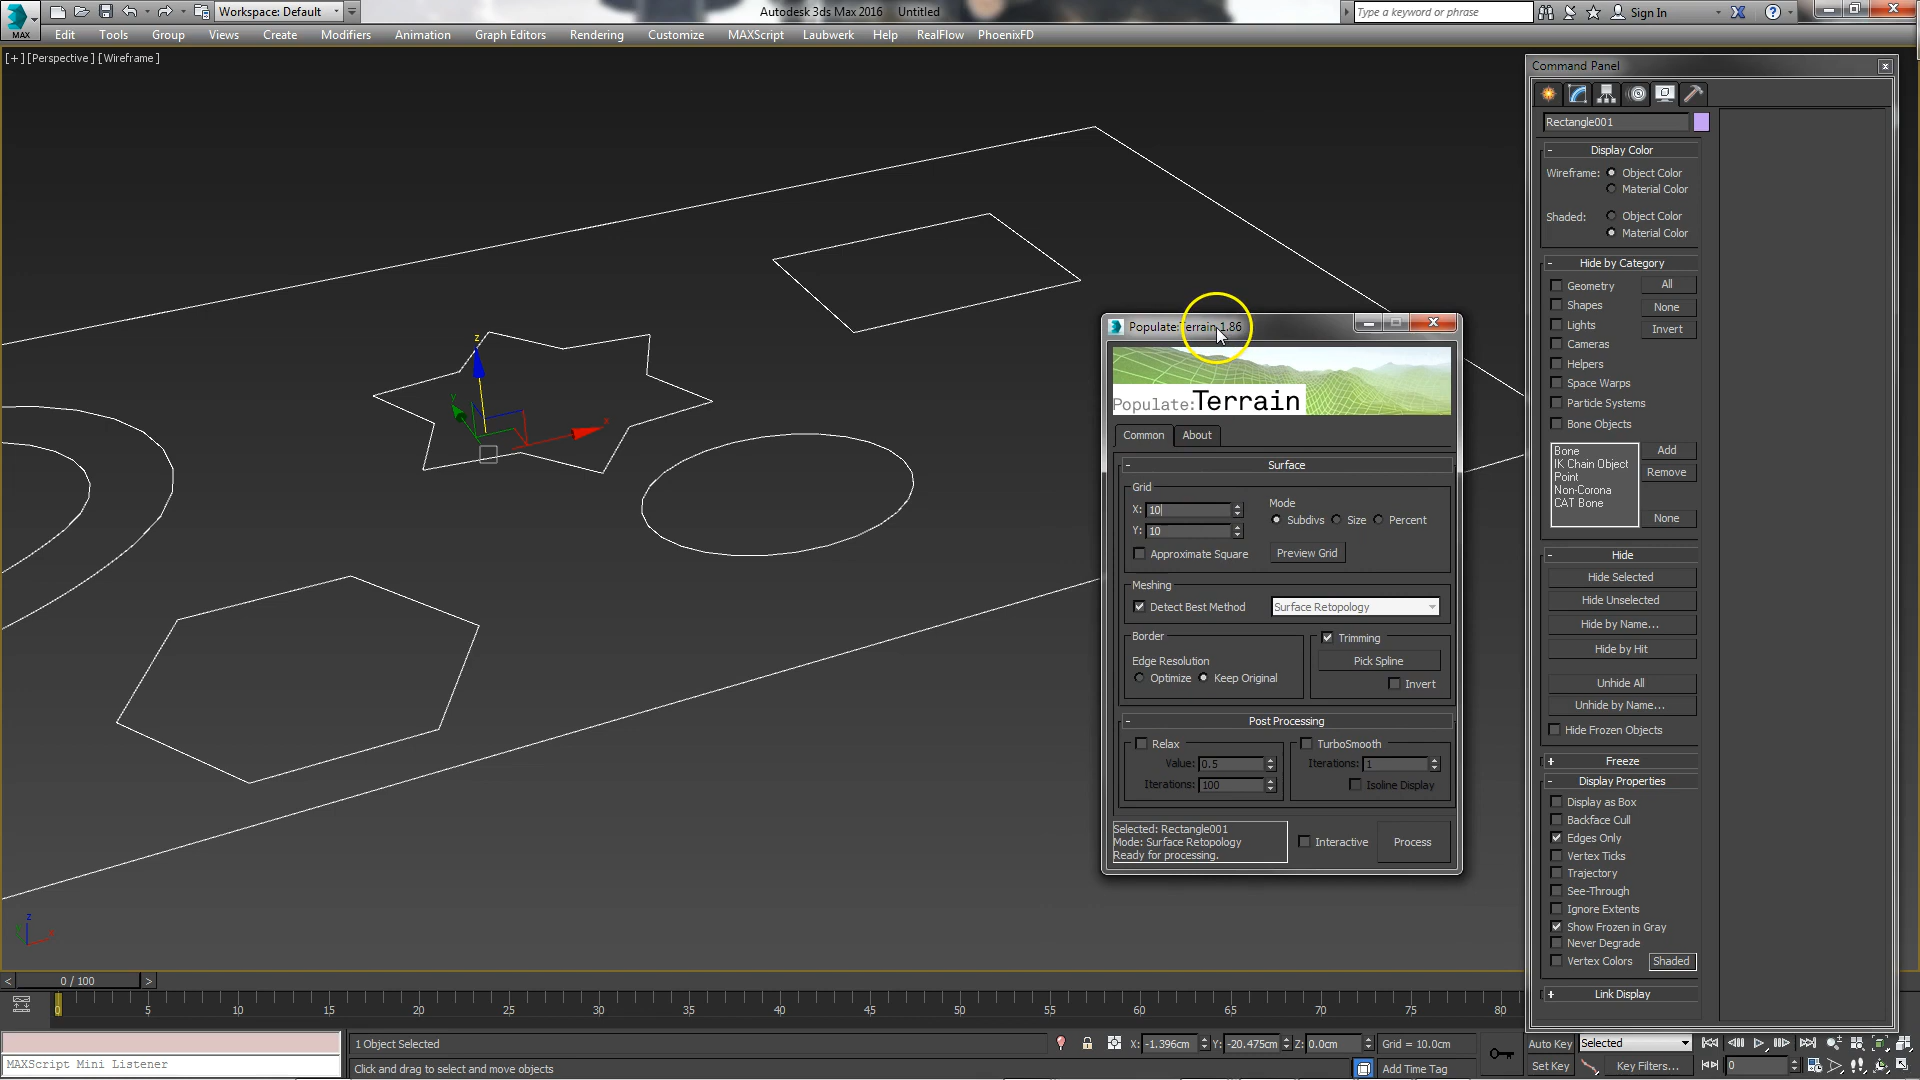 Workspace: Default
Autodesk 3ds Max 2016 Untitled
Type a keyword or phrase
Sign In
MAX
Edit Tools Group Views Create Modifiers Animation Graph Editors Rendering Customize MAXScript Laubwerk Help RealFlow PhoenixFD
[+] [Perspective] [Wireframe]
z
y
x
z
x
Populate:Terrain 1.86
Populate:Terrain
Common About
- Surface
Grid
X: 10
Y: 10
Mode
Subdivs Size Percent
Approximate Square
Preview Grid
Meshing
Detect Best Method
Surface Retopology
Border
Edge Resolution
Optimize Keep Original
Trimming
Pick Spline
Invert
- Post Processing
Relax
Value: 0.5
Iterations: 100
TurboSmooth
Iterations: 1
Isoline Display
Selected: Rectangle001
Mode: Surface Retopology
Ready for processing.
Interactive
Process
Command Panel
Rectangle001
- Display Color
Wireframe: Object Color
Material Color
Shaded: Object Color
Material Color
- Hide by Category
Geometry All
Shapes None
Lights Invert
Cameras
Helpers
Space Warps
Particle Systems
Bone Objects
Bone
IK Chain Object
Point
Non-Corona
CAT Bone
Add
Remove
None
- Hide
Hide Selected
Hide Unselected
Hide by Name...
Hide by Hit
Unhide All
Unhide by Name...
Hide Frozen Objects
+ Freeze
- Display Properties
Display as Box
Backface Cull
Edges Only
Vertex Ticks
Trajectory
See-Through
Ignore Extents
Show Frozen in Gray
Never Degrade
Vertex Colors Shaded
+ Link Display
< 0 / 100 >
0 5 10 15 20 25 30 35 40 45 50 55 60 65 70 75 80
1 Object Selected
X: -1.396cm Y: -20.475cm Z: 0.0cm Grid = 10.0cm
Auto Key Selected
MAXScript Mini Listener
Click and drag to select and move objects
Add Time Tag
Set Key Key Filters... 0